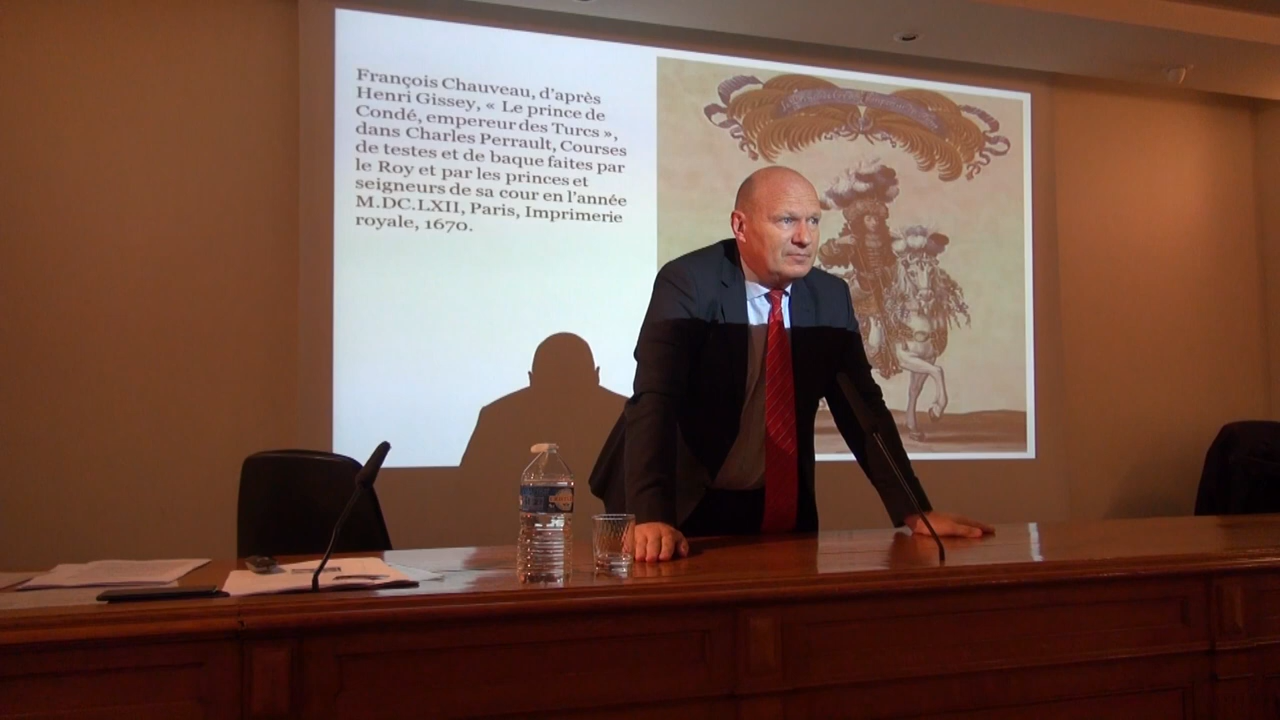 François Chauveau, d'après
Henri Gissey, « Le prince de
Condé, empereur des Turcs »,
dans Charles Perrault, Courses
de testes et de baque faites par
le Roy et par les princes et
seigneurs de sa cour en l'année
M.DC.LXII, Paris, Imprimerie
royale, 1670.